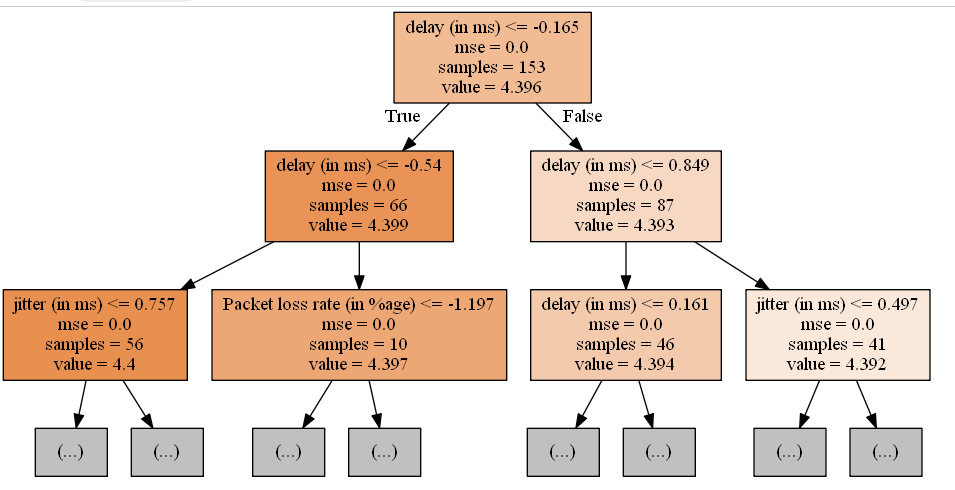 delay (in ms) <= -0.165
mse = 0.0
samples = 153
value = 4.396
True
False
delay (in ms) <= -0.54
mse = 0.0
samples = 66
value = 4.399
delay (in ms) <= 0.849
mse = 0.0
samples = 87
value = 4.393
jitter (in ms) <= 0.757
mse = 0.0
samples = 56
value = 4.4
Packet loss rate (in %age) <= -1.197
mse = 0.0
samples = 10
value = 4.397
delay (in ms) <= 0.161
mse = 0.0
samples = 46
value = 4.394
jitter (in ms) <= 0.497
mse = 0.0
samples = 41
value = 4.392
(...)
(...)
(...)
(...)
(...)
(...)
(...)
(...)